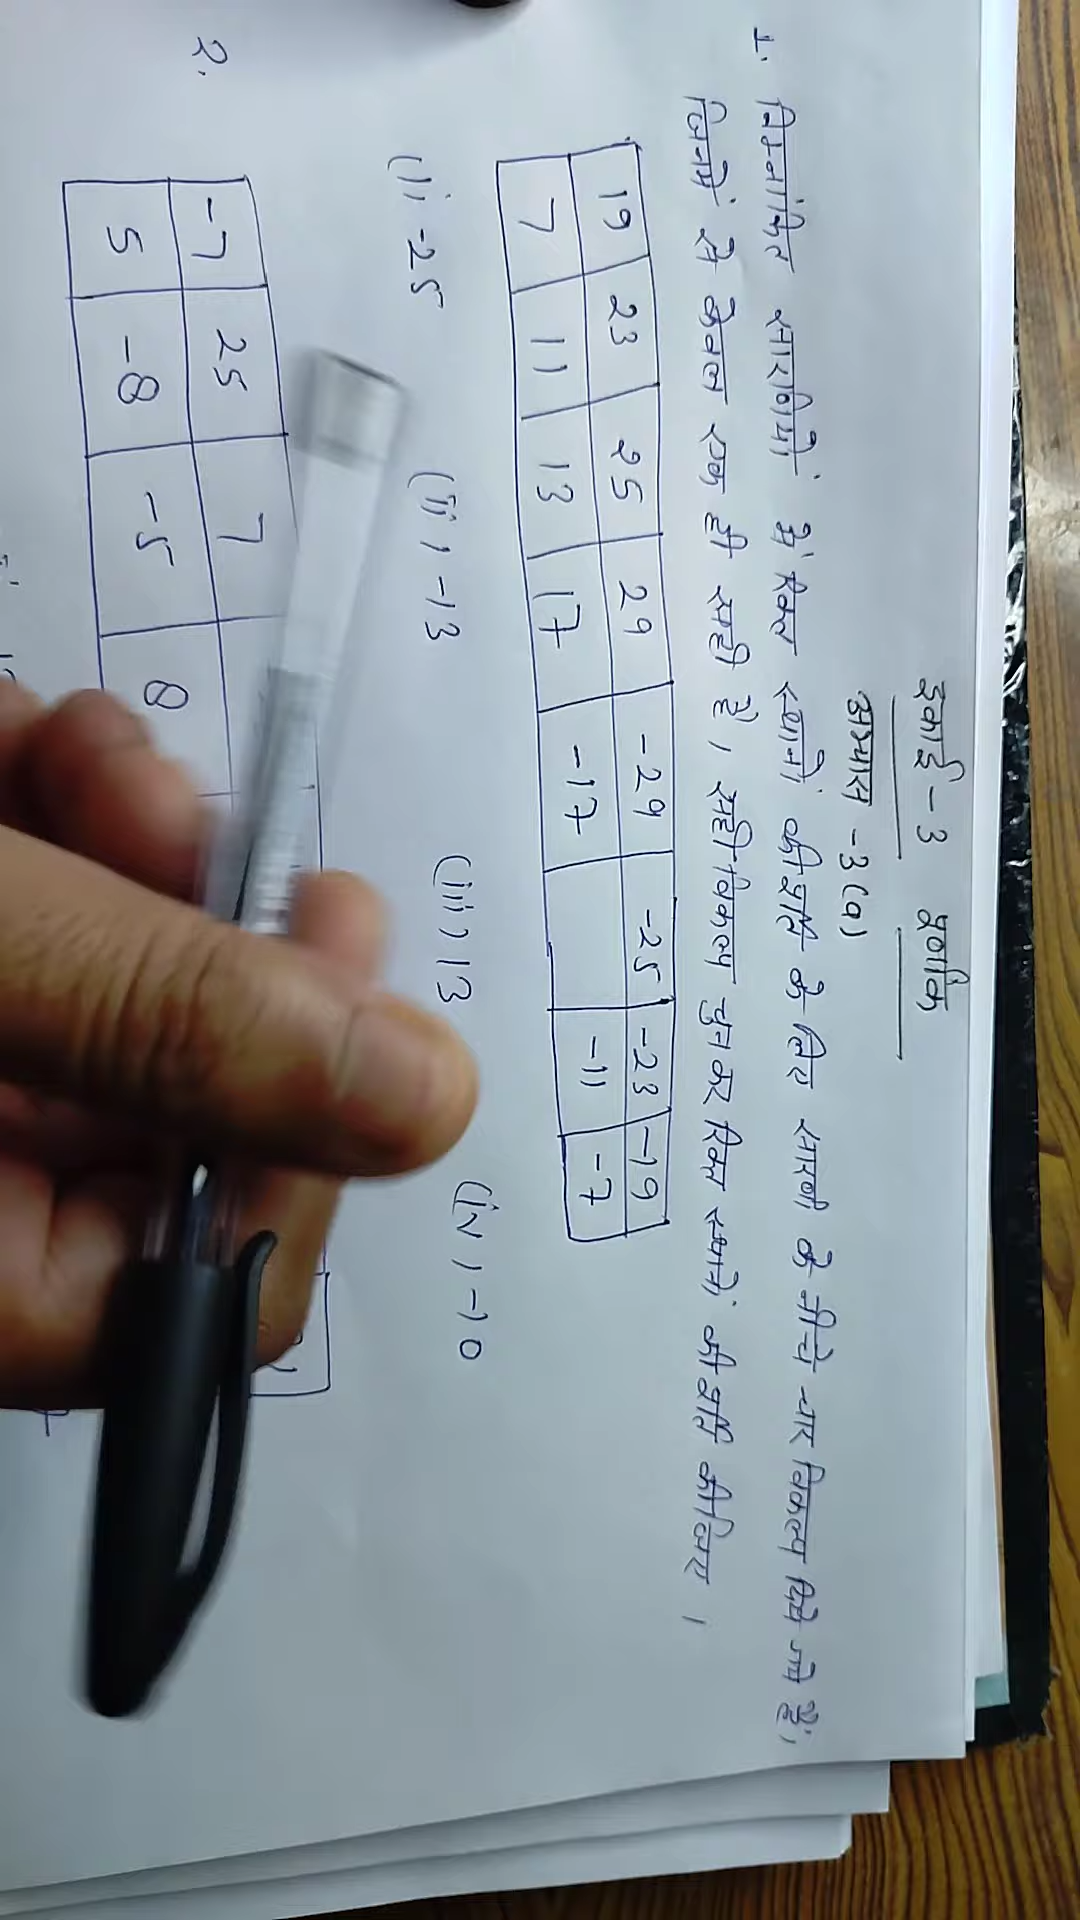 इकाई-3 पूर्णांक
अभ्यास -3(a)
1. निम्नांकित सारणियों में रिक्त स्थानों की पूर्ति के लिए सारणी के नीचे चार विकल्प दिये गये हैं,
जिनमें से केवल एक ही सही है। सही विकल्प चुन कर रिक्त स्थानों की पूर्ति कीजिए।
19 23 25 29 -29 -25 -23 -19
7 11 13 17 -17 -11 -7
(i) -25 (ii) -13 (iii) 13 (iv) -10
2.
-7 25 7
5 -8 -5 8